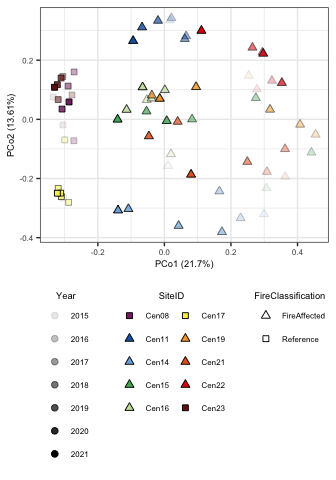 0.2
0.0
-0.2
-0.4
PCo2 (13.61%)
-0.2 0.0 0.2 0.4
PCo1 (21.7%)
Year SiteID FireClassification
2015 Cen08 Cen17 FireAffected
2016 Cen11 Cen19 Reference
2017 Cen14 Cen21
2018 Cen15 Cen22
2019 Cen16 Cen23
2020
2021